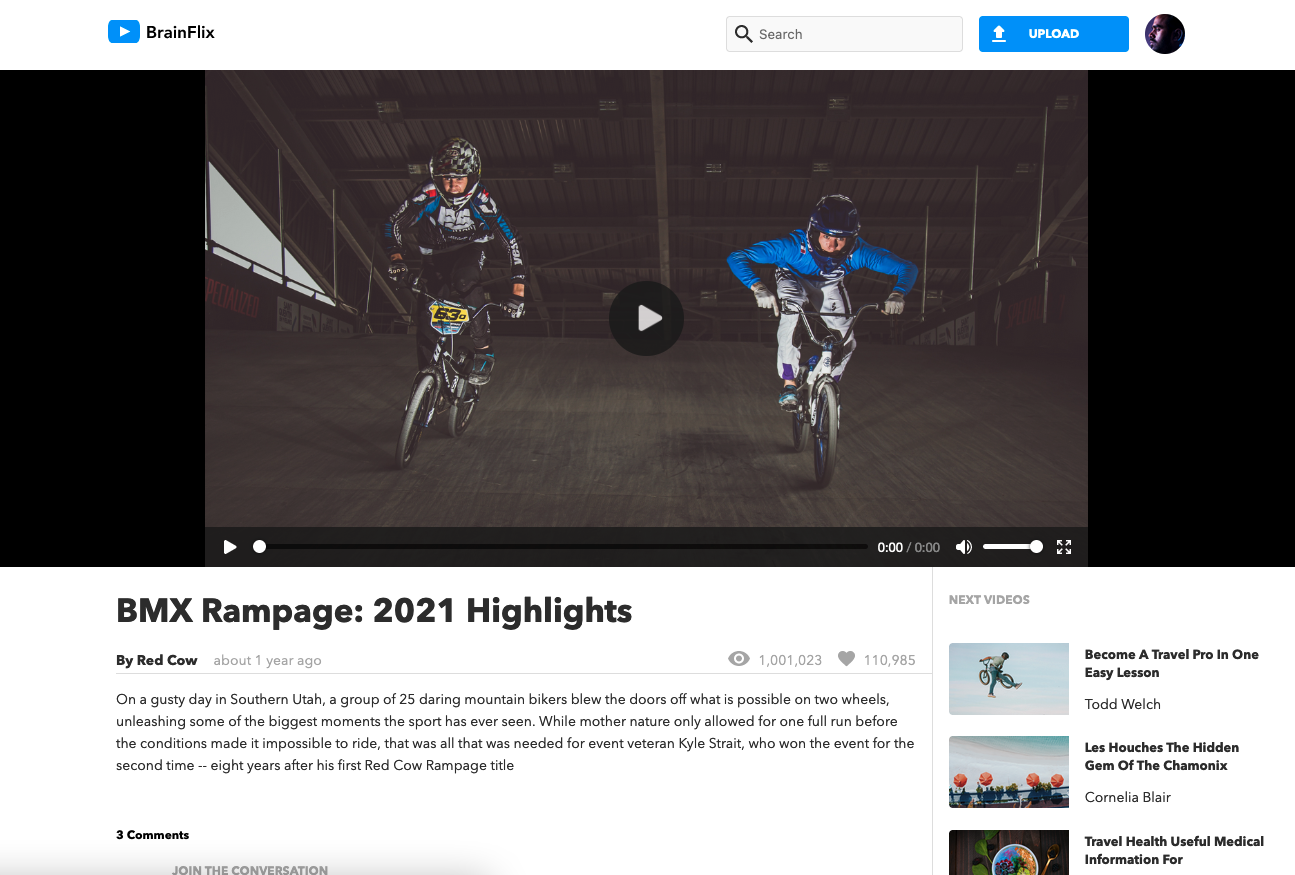 BrainFlix
Search
UPLOAD
SPECIALIZED
63
0:00 / 0:00
BMX Rampage: 2021 Highlights
By Red Cow about 1 year ago 1,001,023 110,985
On a gusty day in Southern Utah, a group of 25 daring mountain bikers blew the doors off what is possible on two wheels,
unleashing some of the biggest moments the sport has ever seen. While mother nature only allowed for one full run before
the conditions made it impossible to ride, that was all that was needed for event veteran Kyle Strait, who won the event for the
second time -- eight years after his first Red Cow Rampage title
3 Comments
JOIN THE CONVERSATION
NEXT VIDEOS
Become A Travel Pro In One
Easy Lesson
Todd Welch
Les Houches The Hidden
Gem Of The Chamonix
Cornelia Blair
Travel Health Useful Medical
Information For